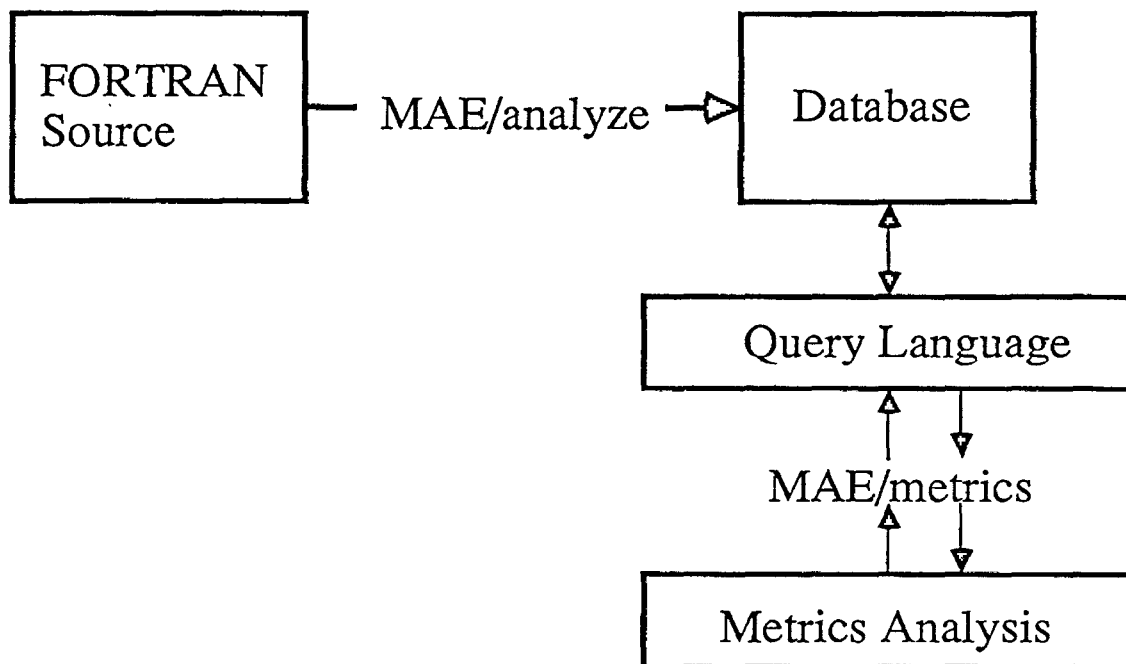 FORTRAN
Source
MAE/analyze
Database
Query Language
MAE/metrics
Metrics Analysis